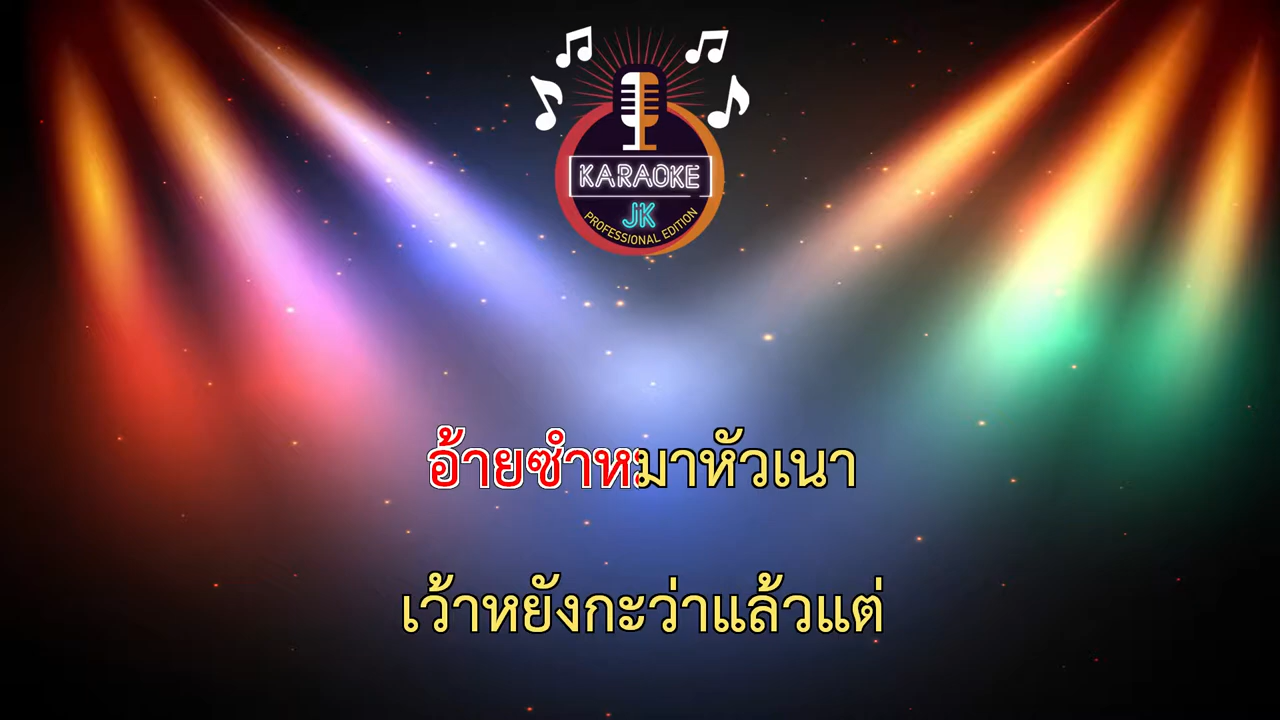 KARAOKE
JK
PROFESSIONAL EDITION
อ้ายซำหมาหัวเนา
เว้าหยังกะว่าแล้วแต่